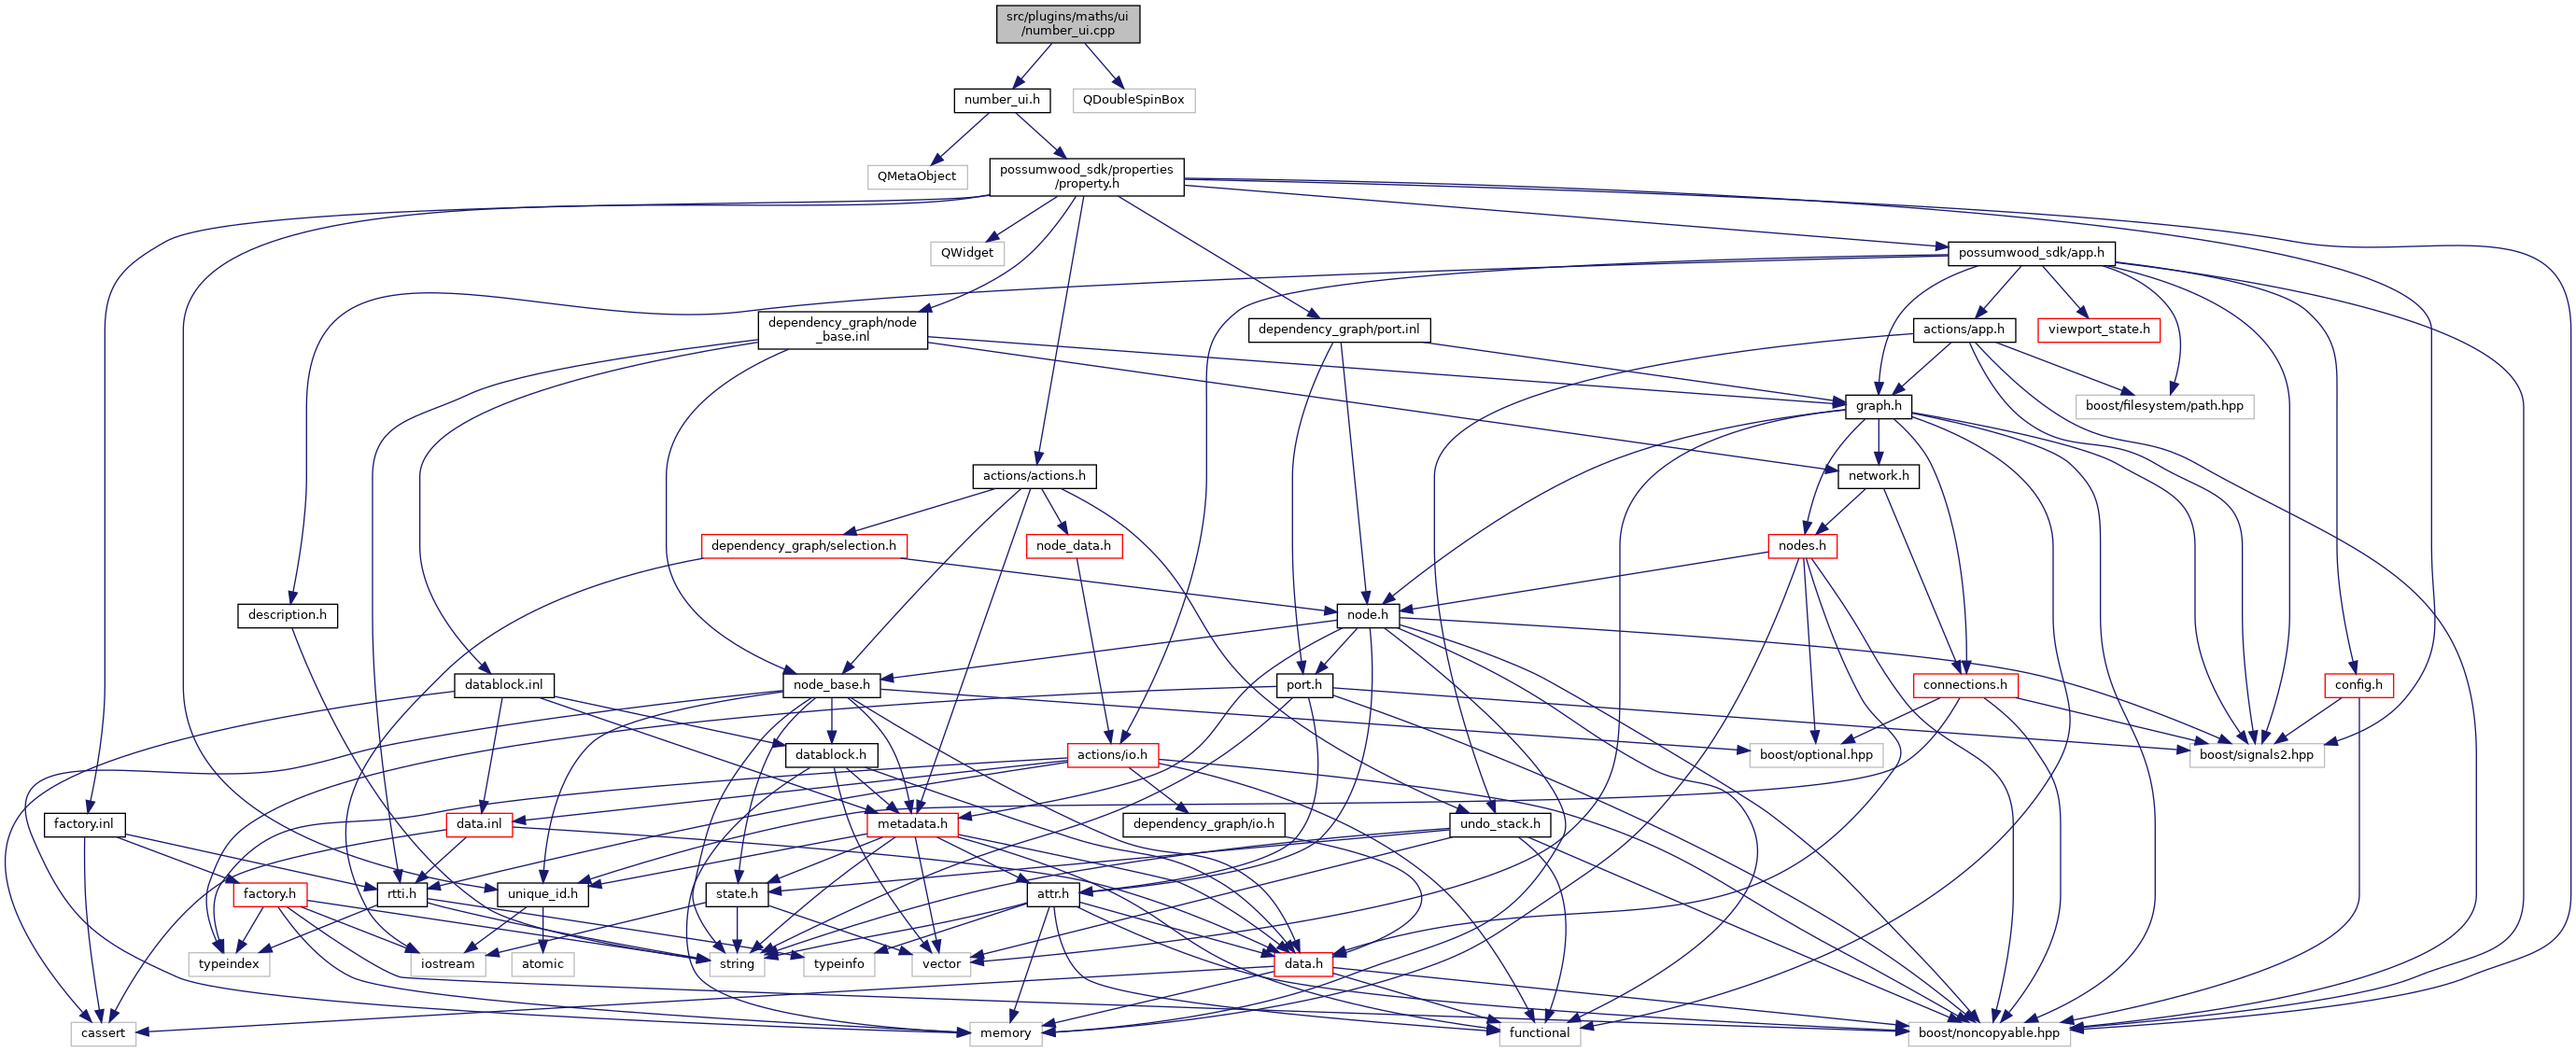 src/plugins/maths/ui
/number_ui.cpp
number_ui.h
QDoubleSpinBox
QMetaObject
possumwood_sdk/properties
/property.h
QWidget
possumwood_sdk/app.h
dependency_graph/node
_base.inl
dependency_graph/port.inl
actions/app.h
viewport_state.h
graph.h
boost/filesystem/path.hpp
actions/actions.h
network.h
dependency_graph/selection.h
node_data.h
nodes.h
description.h
node.h
datablock.inl
node_base.h
port.h
connections.h
config.h
datablock.h
actions/io.h
boost/optional.hpp
boost/signals2.hpp
factory.inl
data.inl
metadata.h
dependency_graph/io.h
undo_stack.h
factory.h
rtti.h
unique_id.h
state.h
attr.h
typeindex
iostream
atomic
string
typeinfo
vector
data.h
cassert
memory
functional
boost/noncopyable.hpp